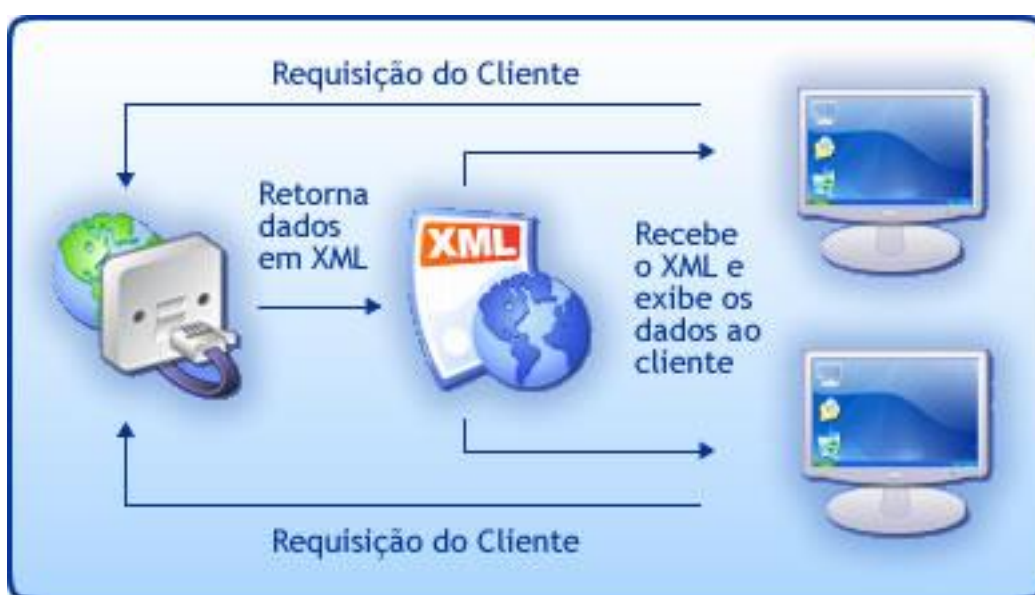 Requisição do Cliente
Retorna
dados
em XML
XML
Recebe
o XML e
exibe os
dados ao
cliente
Requisição do Cliente